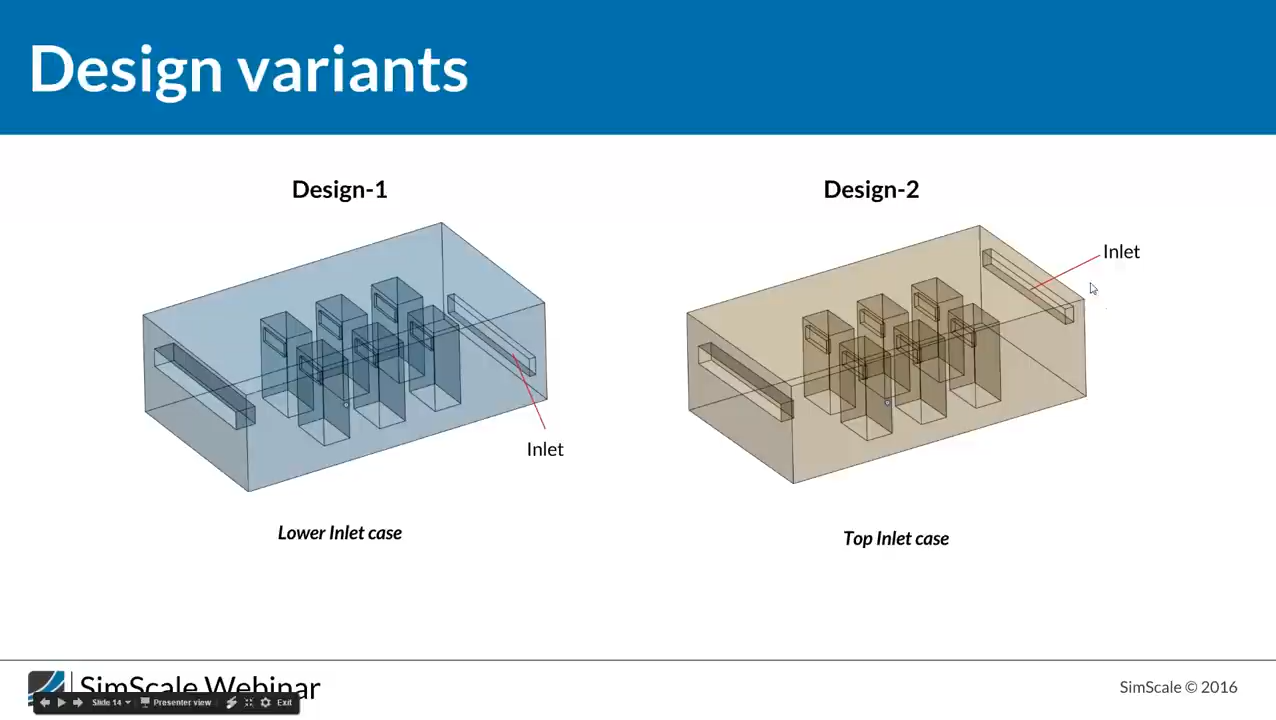 Design variants
Design-1
Design-2
Inlet
Inlet
Lower Inlet case
Top Inlet case
SimScale Webinar
Slide 14
Presenter view
Exit
SimScale © 2016